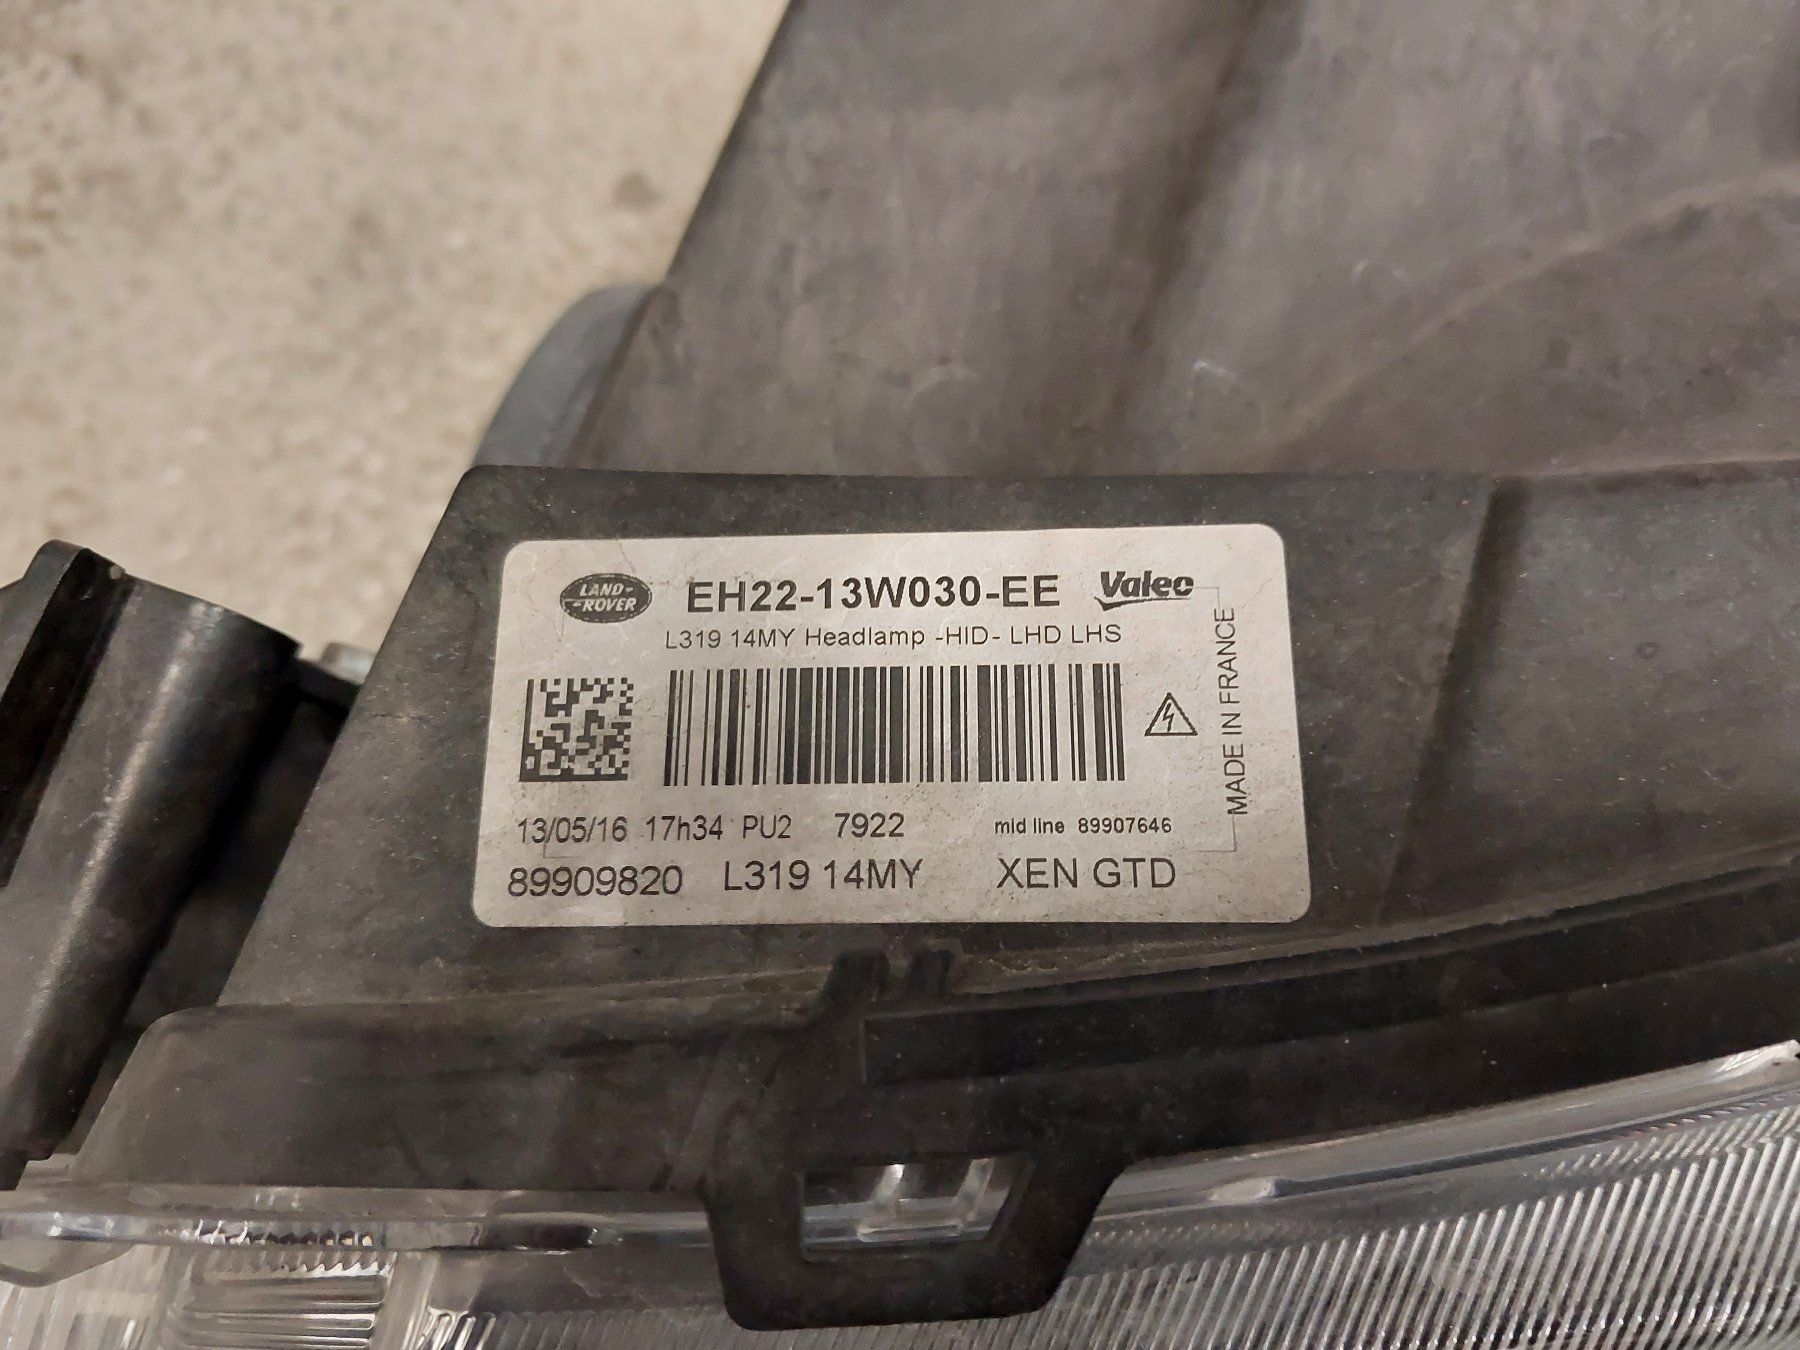 LAND-
-ROVER
EH22-13W030-EE
Valeo
L319 14MY Headlamp -HID- LHD LHS
MADE IN FRANCE
13/05/16 17h34 PU2 7922 mid line 89907646
89909820 L319 14MY XEN GTD